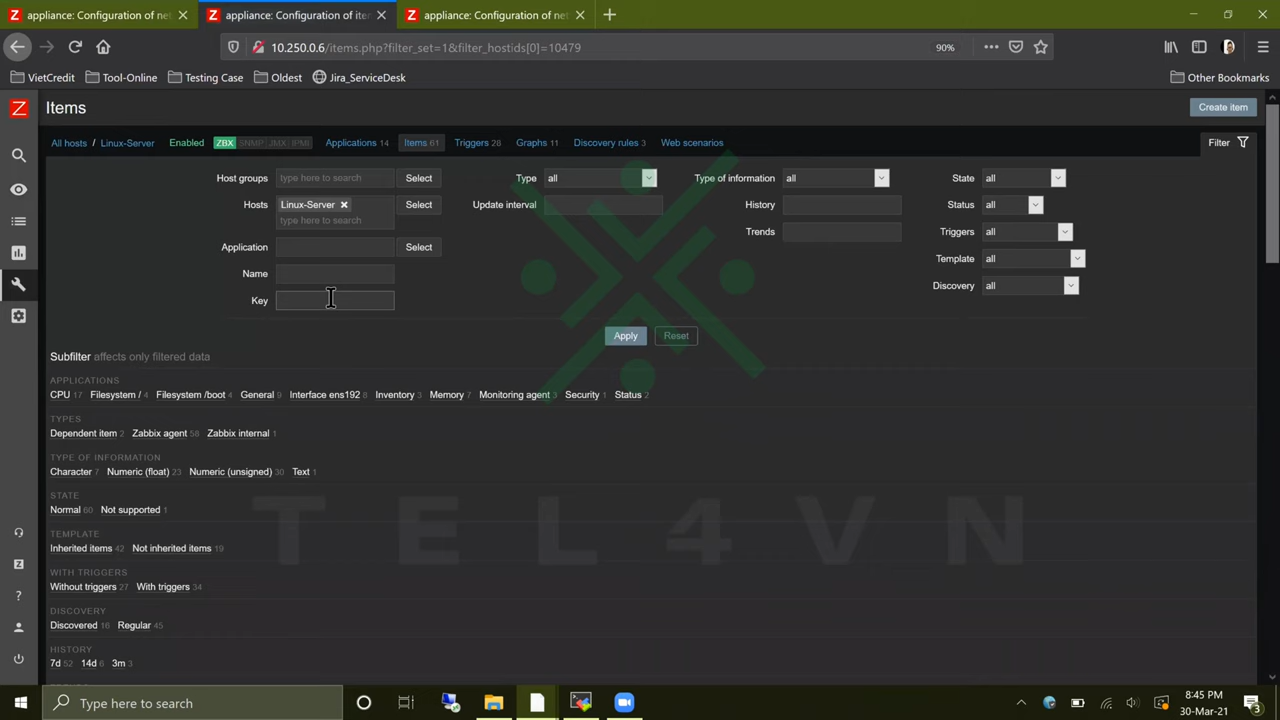 appliance: Configuration of net
appliance: Configuration of iter
appliance: Configuration of net
10.250.0.6/items.php?filter_set=1&filter_hostids[0]=10479
90%
VietCredit
Tool-Online
Testing Case
Oldest
Jira_ServiceDesk
Other Bookmarks
Z
Items
Create item
All hosts / Linux-Server Enabled ZBX SNMP JMX IPMI Applications 14 Items 61 Triggers 28 Graphs 11 Discovery rules 3 Web scenarios
Filter
Host groups type here to search Select Type all Type of information all State all
Hosts Linux-Server Select Update interval History Status all
type here to search
Trends Triggers all
Application Select
Template all
Name
Discovery all
Key
Apply Reset
Subfilter affects only filtered data
APPLICATIONS
CPU 17 Filesystem / 4 Filesystem /boot 4 General 9 Interface ens192 8 Inventory 3 Memory 7 Monitoring agent 3 Security 1 Status 2
TYPES
Dependent item 2 Zabbix agent 58 Zabbix internal 1
TYPE OF INFORMATION
Character 7 Numeric (float) 23 Numeric (unsigned) 30 Text 1
STATE
Normal 60 Not supported 1
TEMPLATE
Inherited items 42 Not inherited items 19
TEL4VN
WITH TRIGGERS
Without triggers 27 With triggers 34
DISCOVERY
Discovered 16 Regular 45
HISTORY
7d 52 14d 6 3m 3
Type here to search
8:45 PM
30-Mar-21
3